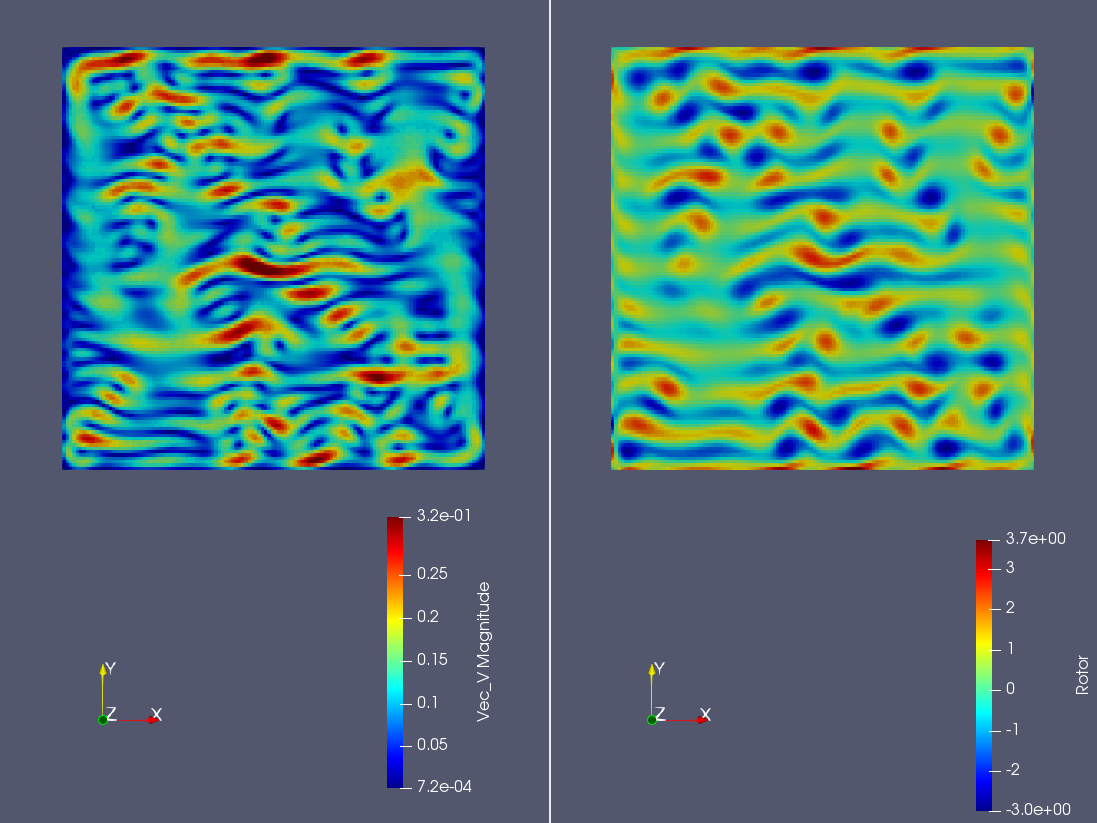 3.2e-01
0.25
0.2
0.15
0.1
0.05
7.2e-04
Vec_V Magnitude
Y
Z
X
3.7e+00
3
2
1
0
-1
-2
-3.0e+00
Rotor
Y
Z
X